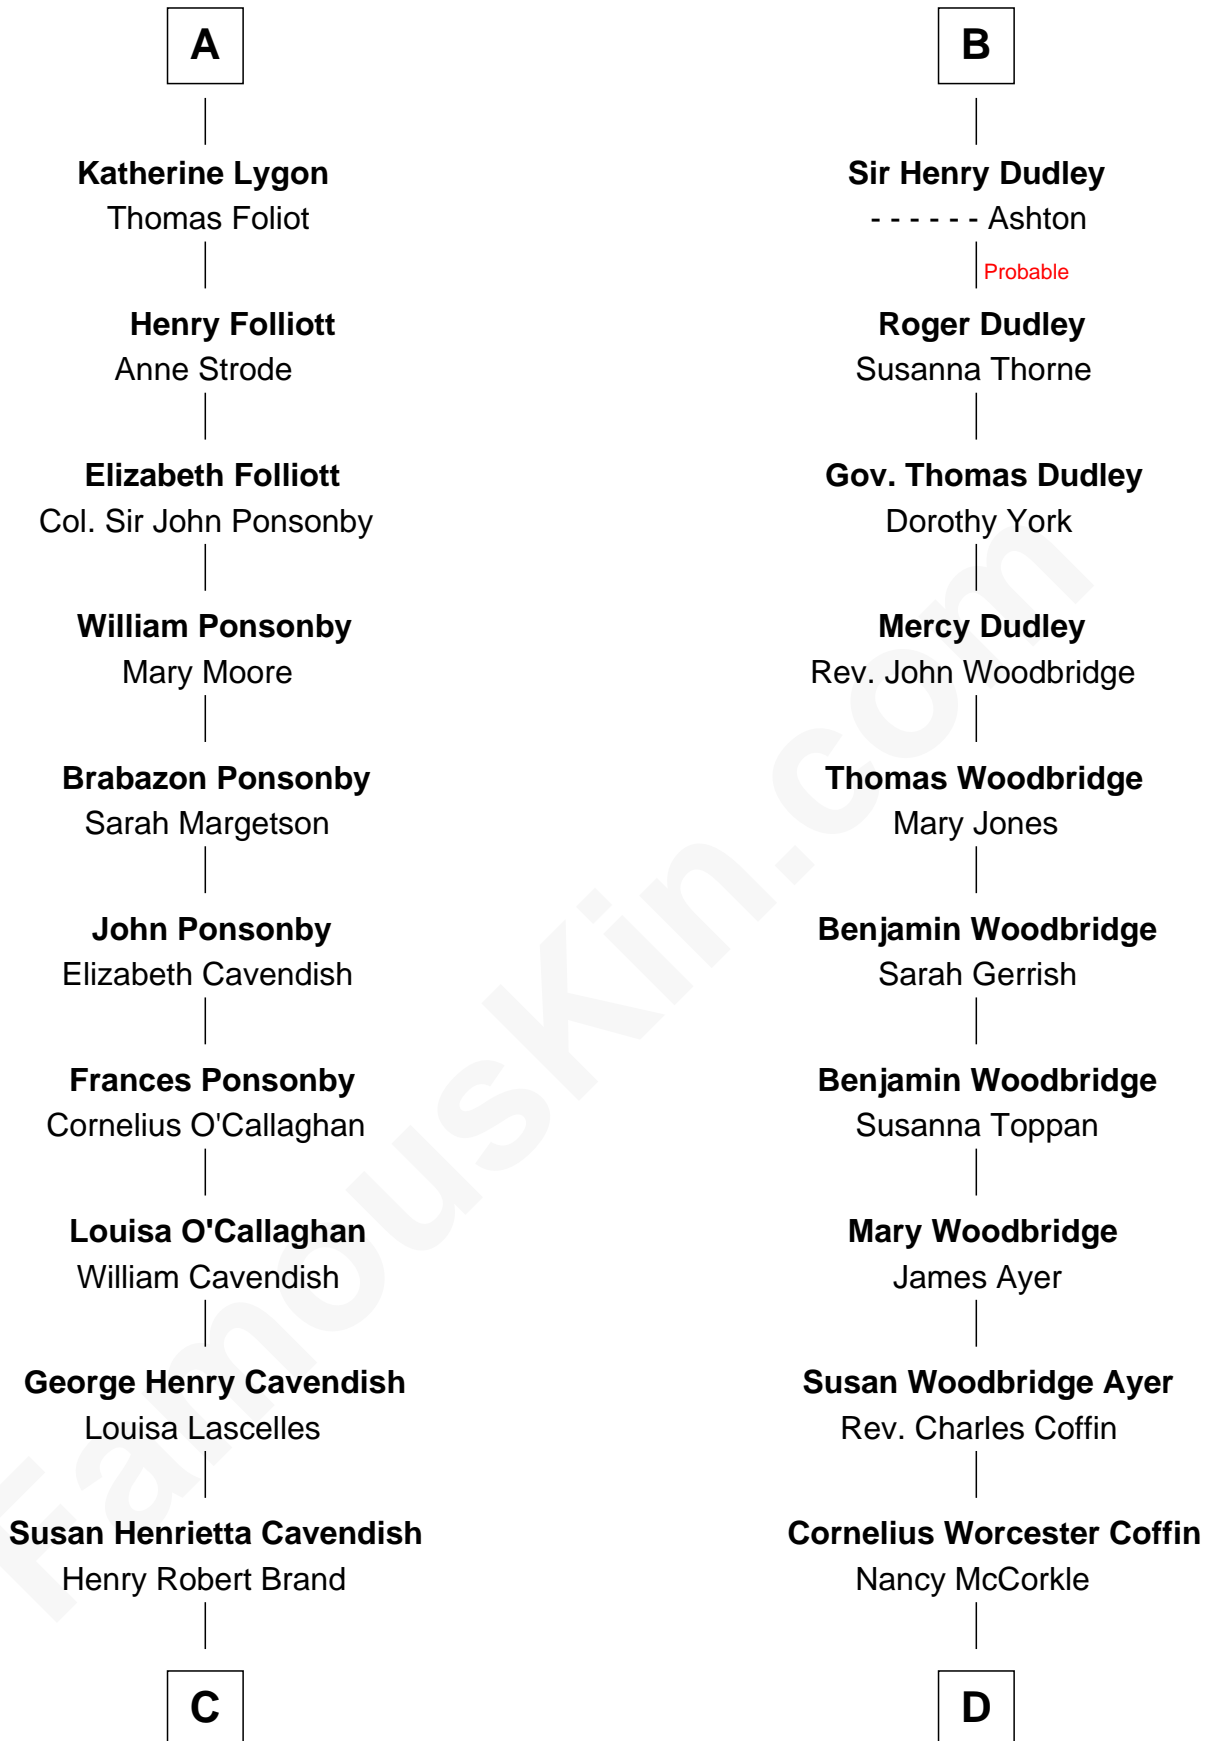 A
Katherine Lygon
Thomas Foliot
Henry Folliott
Anne Strode
Elizabeth Folliott
Col. Sir John Ponsonby
William Ponsonby
Mary Moore
Brabazon Ponsonby
Sarah Margetson
John Ponsonby
Elizabeth Cavendish
Frances Ponsonby
Cornelius O'Callaghan
Louisa O'Callaghan
William Cavendish
George Henry Cavendish
Louisa Lascelles
Susan Henrietta Cavendish
Henry Robert Brand
C
B
Sir Henry Dudley
- - - - - - Ashton
Probable
Roger Dudley
Susanna Thorne
Gov. Thomas Dudley
Dorothy York
Mercy Dudley
Rev. John Woodbridge
Thomas Woodbridge
Mary Jones
Benjamin Woodbridge
Sarah Gerrish
Benjamin Woodbridge
Susanna Toppan
Mary Woodbridge
James Ayer
Susan Woodbridge Ayer
Rev. Charles Coffin
Cornelius Worcester Coffin
Nancy McCorkle
D
FamousKin.com